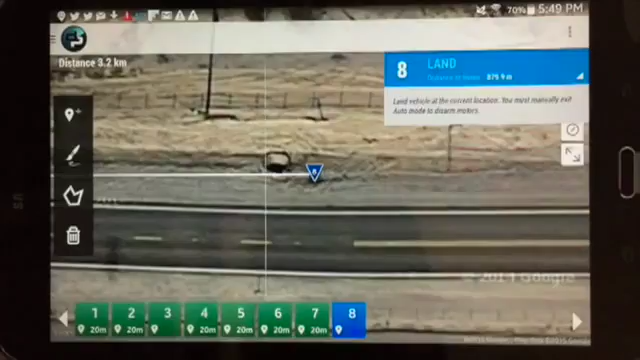 70% 5:49 PM
Distance 3.2 km
8 LAND
Distance to home: 879.9 m
Land vehicle at the current location. You must manually exit
Auto mode to disarm motors.
8
1 2 3 4 5 6 7 8
20m 20m 20m 20m 20m 20m 20m
Google